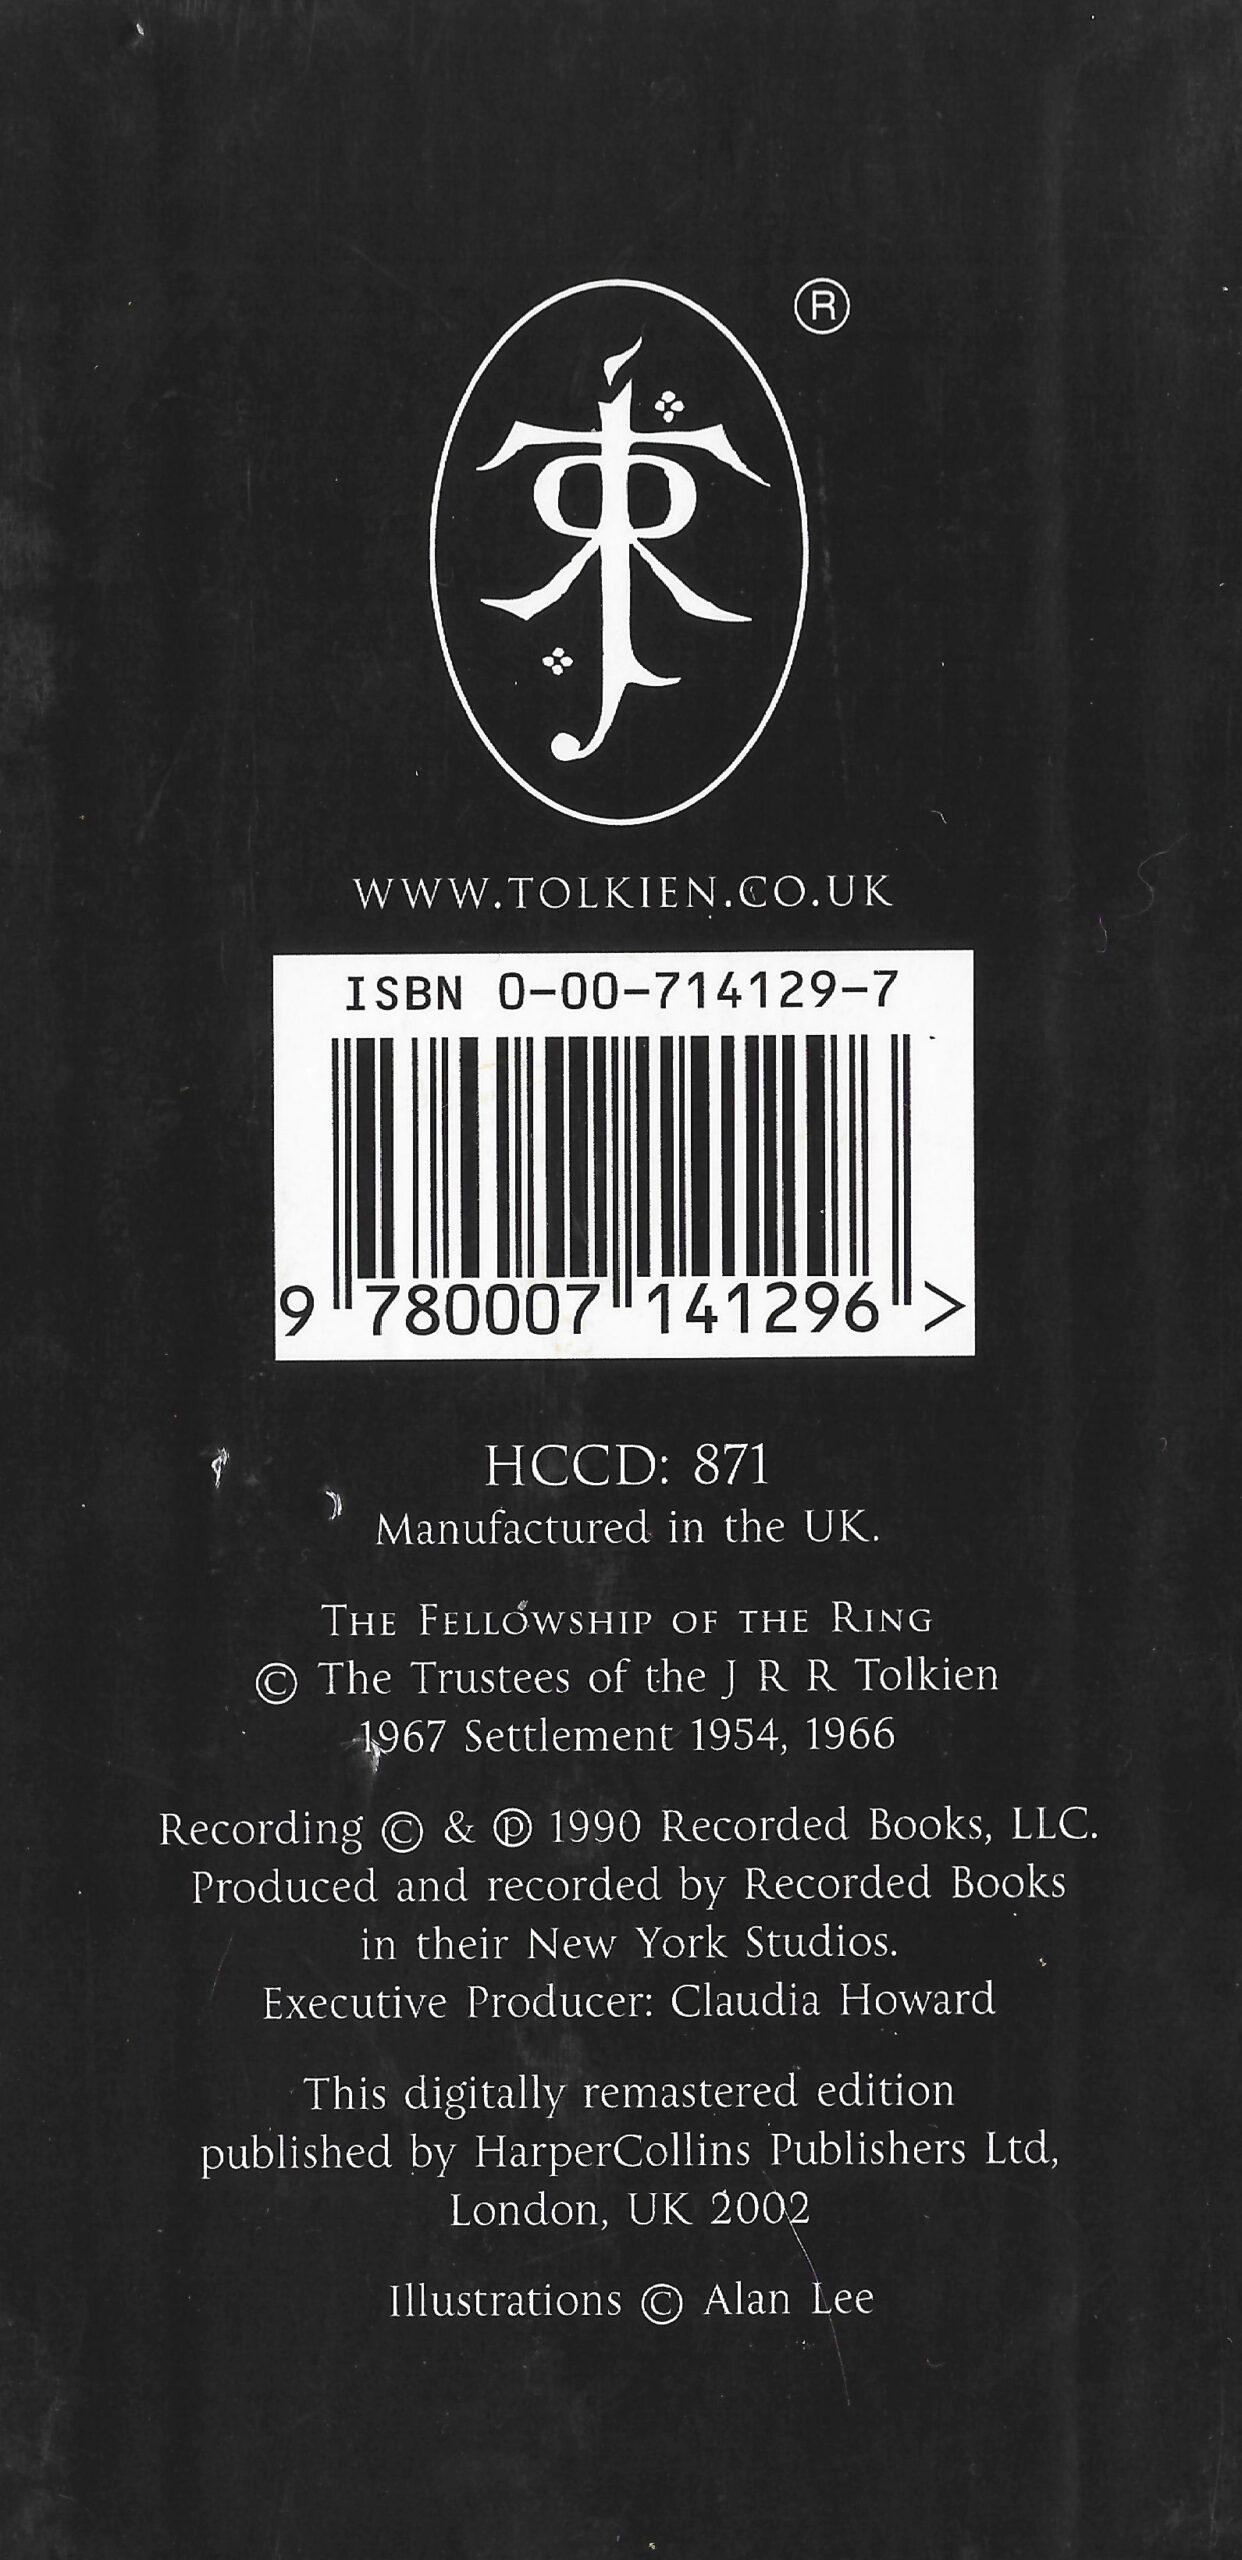 ®
WWW.TOLKIEN.CO.UK
ISBN 0-00-714129-7
9 780007 141296 >
HCCD: 871
Manufactured in the UK.
THE FELLOWSHIP OF THE RING
© The Trustees of the J R R Tolkien
1967 Settlement 1954, 1966
Recording © & ℗ 1990 Recorded Books, LLC.
Produced and recorded by Recorded Books
in their New York Studios.
Executive Producer: Claudia Howard
This digitally remastered edition
published by HarperCollins Publishers Ltd,
London, UK 2002
Illustrations © Alan Lee